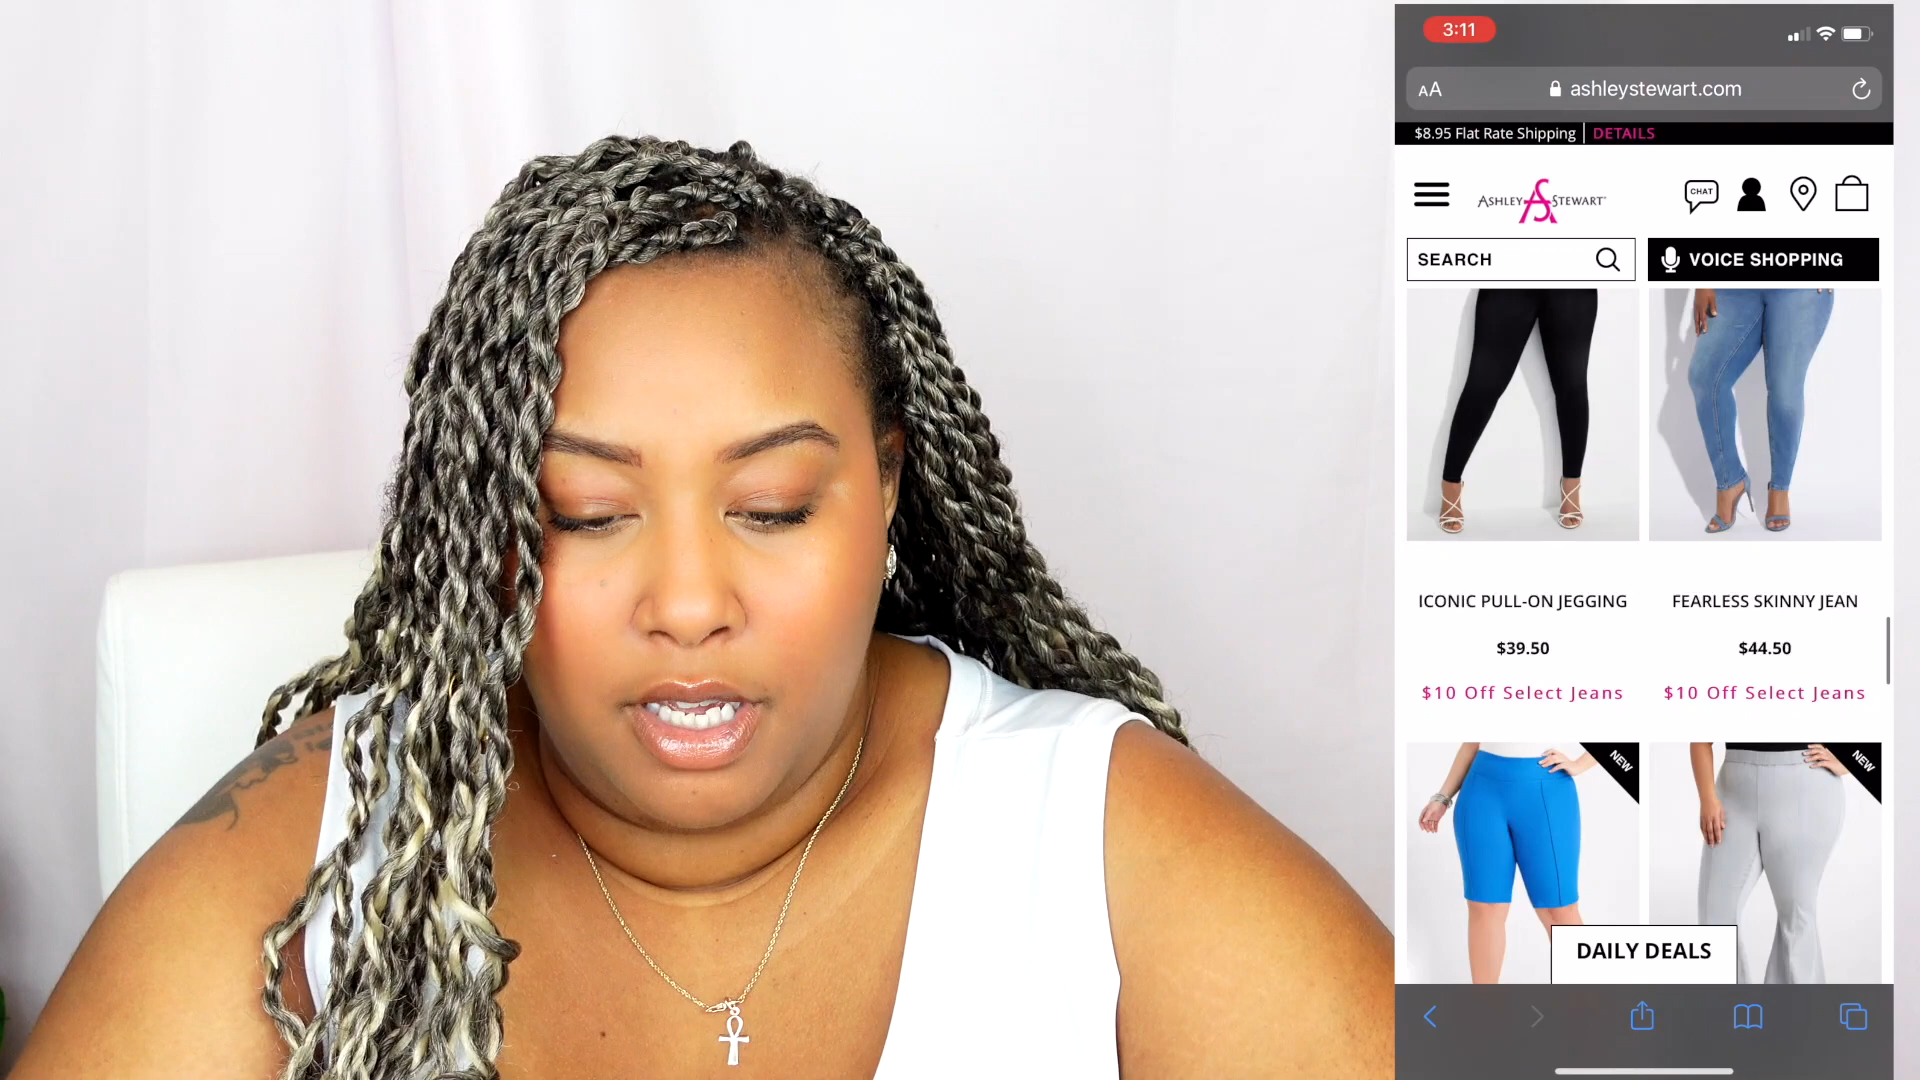 3:11
AA
ashleystewart.com
$8.95 Flat Rate Shipping | DETAILS
ASHLEY STEWART
CHAT
SEARCH
VOICE SHOPPING
ICONIC PULL-ON JEGGING
FEARLESS SKINNY JEAN
$39.50
$44.50
$10 Off Select Jeans
$10 Off Select Jeans
NEW
NEW
DAILY DEALS